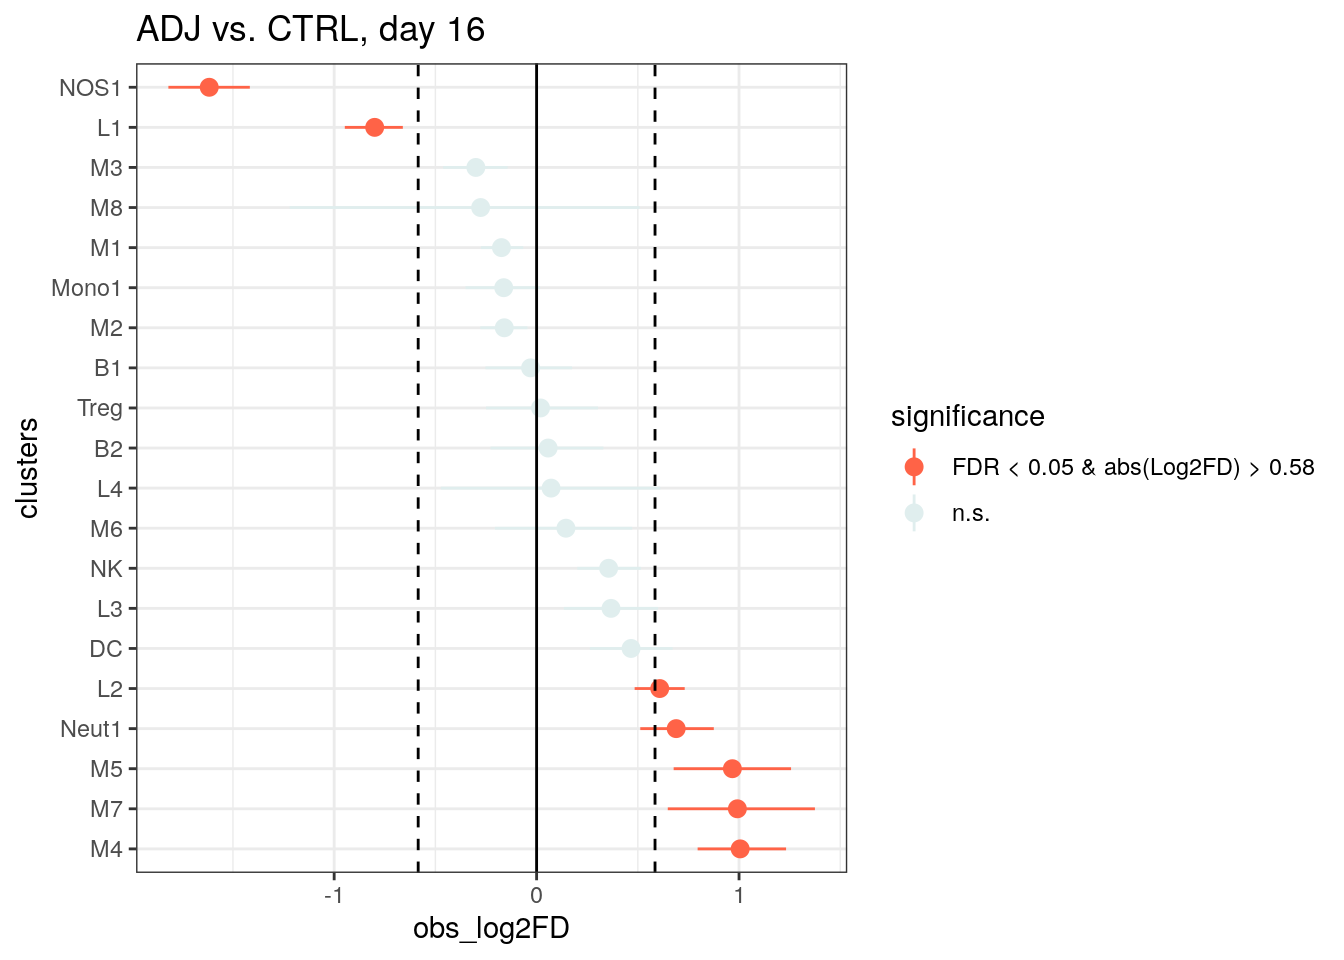 ADJ vs. CTRL, day 16
NOS1
L1
M3
M8
M1
Mono1
M2
B1
Treg
B2
L4
M6
NK
L3
DC
L2
Neut1
M5
M7
M4
clusters
-1
0
1
obs_log2FD
significance
FDR < 0.05 & abs(Log2FD) > 0.58
n.s.